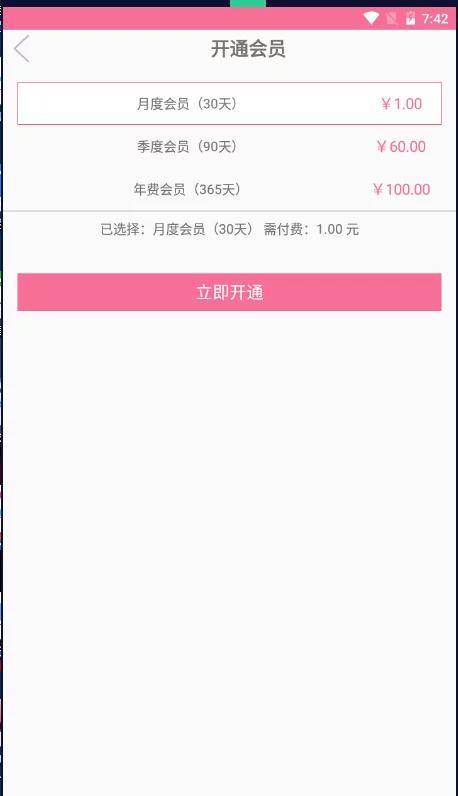 7:42
开通会员
月度会员（30天） ￥1.00
季度会员（90天） ￥60.00
年费会员（365天） ￥100.00
已选择：月度会员（30天） 需付费：1.00 元
立即开通